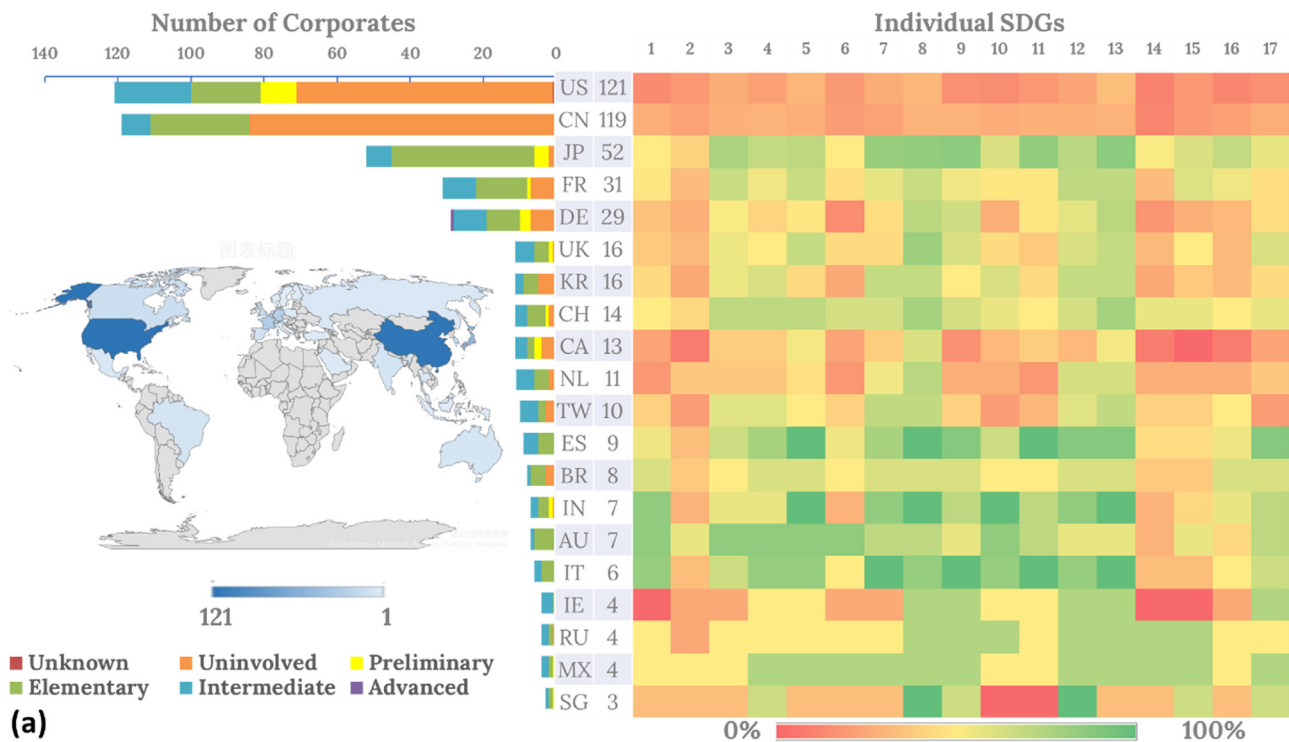 Number of Corporates
Individual SDGs
140 120 100 80 60 40 20 0
1 2 3 4 5 6 7 8 9 10 11 12 13 14 15 16 17
US 121
CN 119
JP 52
FR 31
DE 29
图表标题
UK 16
KR 16
CH 14
CA 13
NL 11
TW 10
ES 9
BR 8
IN 7
AU 7
IT 6
121 1
IE 4
RU 4
Unknown Uninvolved Preliminary
MX 4
Elementary Intermediate Advanced
SG 3
(a)
0% 100%